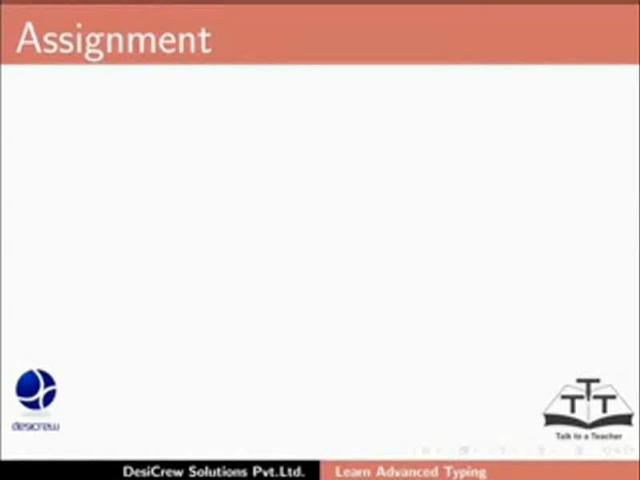 Assignment
desicrew
T T T
Talk to a Teacher
DesiCrew Solutions Pvt.Ltd. Learn Advanced Typing